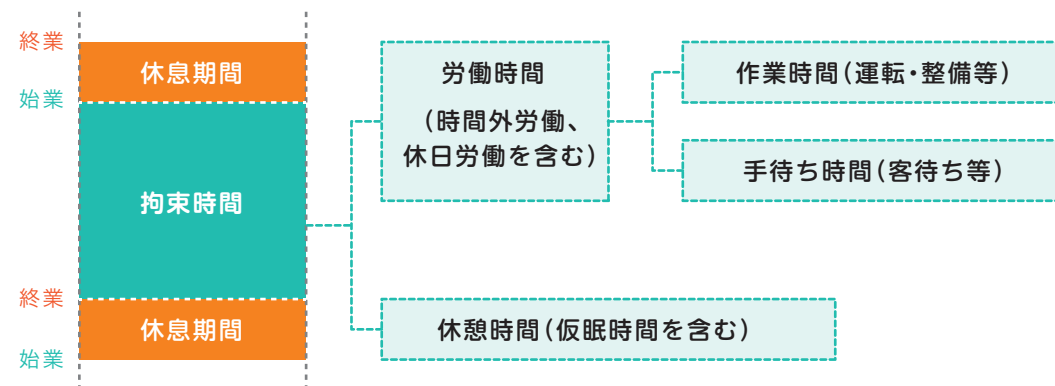 終業
休息期間
始業
拘束時間
終業
休息期間
始業
労働時間
（時間外労働、
休日労働を含む）
作業時間（運転・整備等）
手待ち時間（客待ち等）
休憩時間（仮眠時間を含む）